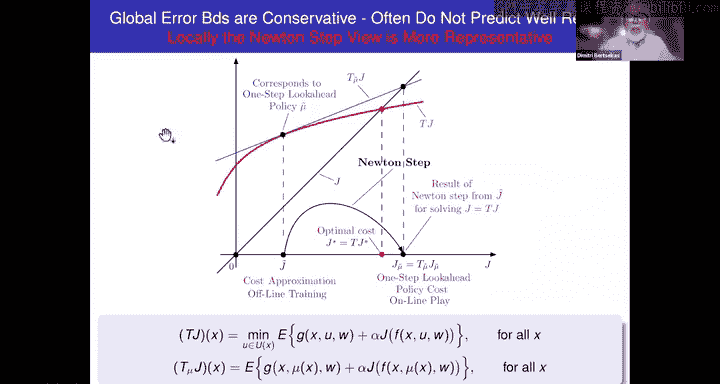 Global Error Bds are Conservative - Often Do Not Predict Well
Locally the Newton Step View is More Representative
Dimitri Bertsekas
Corresponds to
One-Step Lookahead
Policy μ̃
T_μ̃ J
TJ
Newton Step
J
Result of
Newton step from J̃
for solving J = TJ
Optimal cost
J* = TJ*
0
J̃
J_μ̃ = T_μ̃ J_μ̃
J
Cost Approximation
Off-Line Training
One-Step Lookahead
Policy Cost
On-Line Play
(TJ)(x) = min_{u∈U(x)} E{g(x, u, w) + αJ(f(x, u, w))}, for all x
(T_μ J)(x) = E{g(x, μ(x), w) + αJ(f(x, μ(x), w))}, for all x